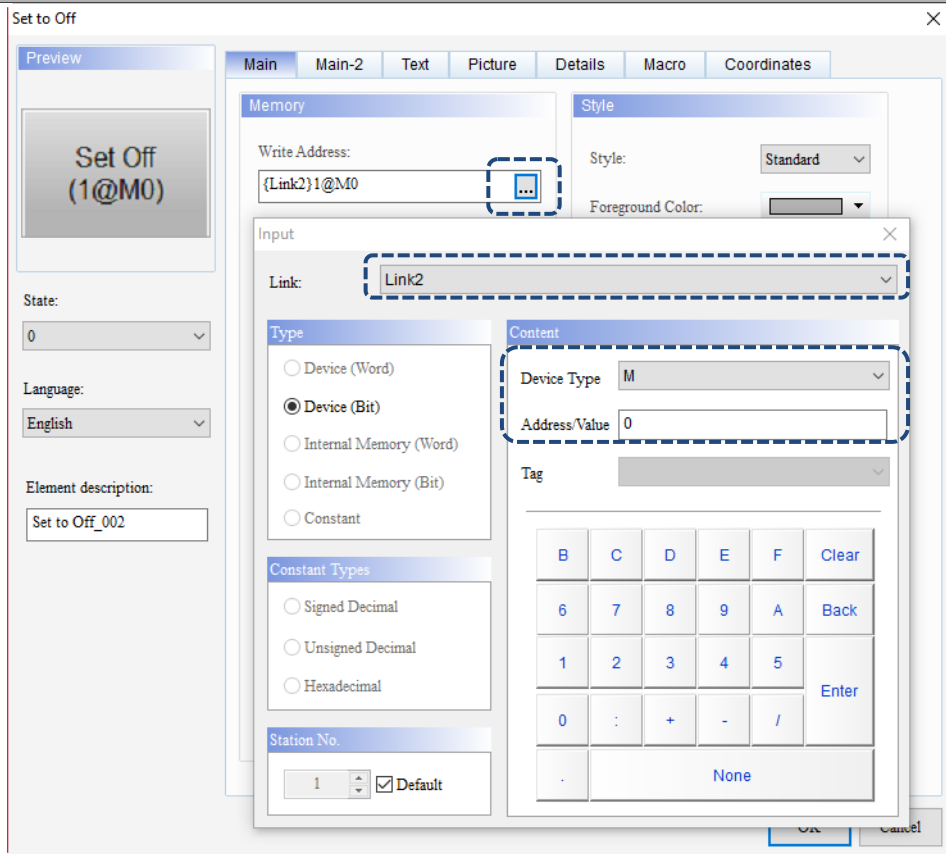 Set to Off
Preview
Set Off
(1@M0)
State:
0
Language:
English
Element description:
Set to Off_002
Main
Main-2
Text
Picture
Details
Macro
Coordinates
Memory
Write Address:
{Link2}1@M0
...
Style
Style:
Standard
Foreground Color:
Input
Link:
Link2
Type
Device (Word)
Device (Bit)
Internal Memory (Word)
Internal Memory (Bit)
Constant
Constant Types
Signed Decimal
Unsigned Decimal
Hexadecimal
Station No.
1
Default
Content
Device Type
M
Address/Value
0
Tag
B
C
D
E
F
Clear
6
7
8
9
A
Back
1
2
3
4
5
Enter
0
:
+
-
/
.
None
OK
Cancel